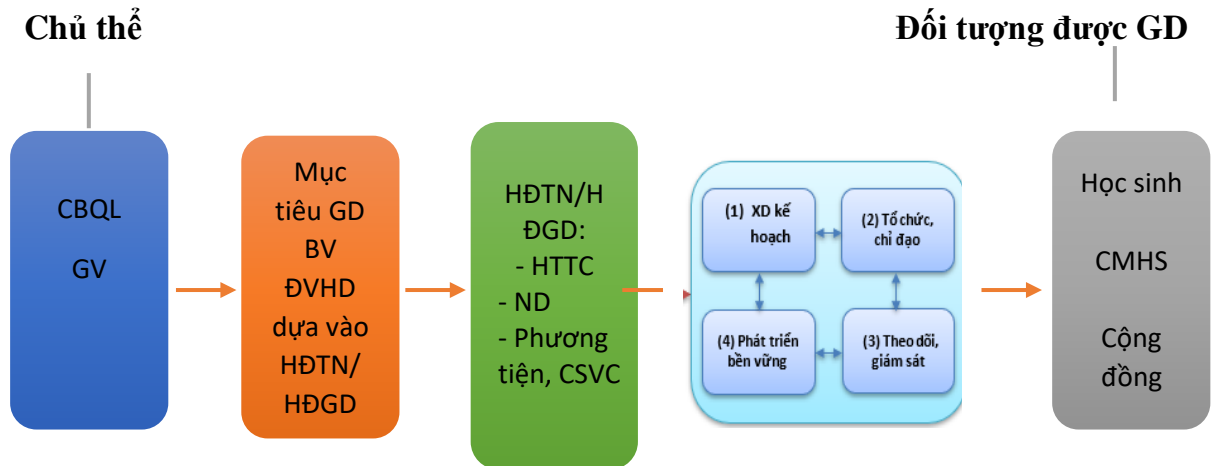 Chủ thể
Đối tượng được GD
CBQL
GV
Mục
tiêu GD
BV
ĐVHD
dựa vào
HĐTN/
HĐGD
HĐTN/H
ĐGD:
- HTTC
- ND
- Phương
tiện, CSVC
(1) XD kế
hoạch
(2) Tổ chức,
chỉ đạo
(4) Phát triển
bền vững
(3) Theo dõi,
giám sát
Học sinh
CMHS
Cộng
đồng